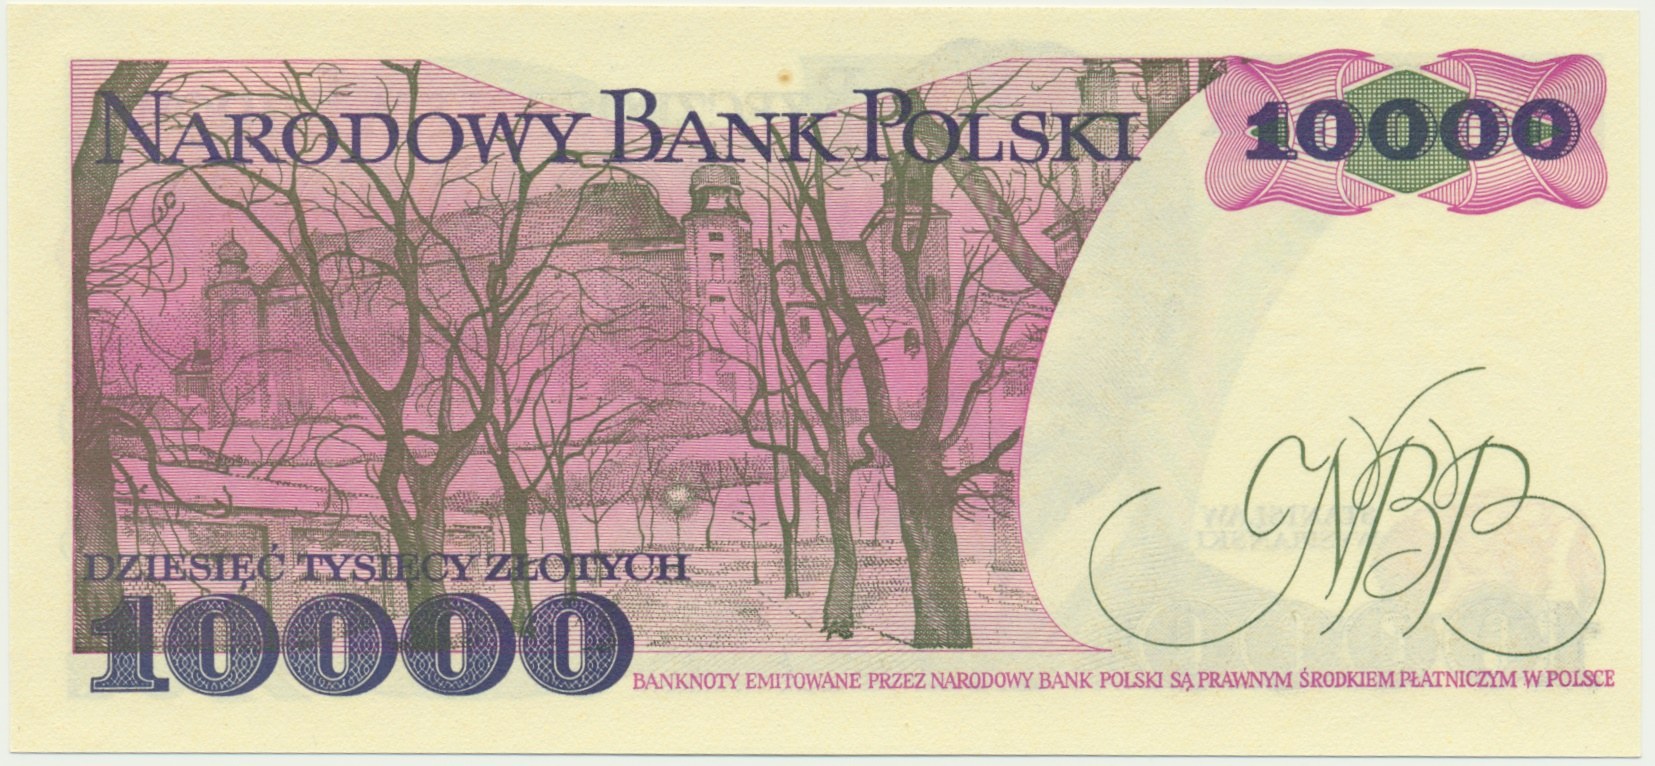 NARODOWY BANK POLSKI
10000
NBP
DZIESIĘĆ TYSIĘCY ZŁOTYCH
10000
BANKNOTY EMITOWANE PRZEZ NARODOWY BANK POLSKI SĄ PRAWNYM ŚRODKIEM PŁATNICZYM W POLSCE